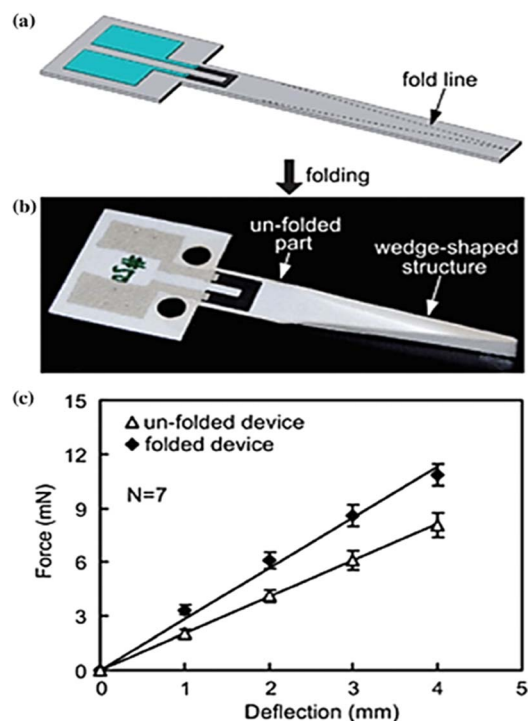 (a)
fold line
folding
(b)
un-folded
part
wedge-shaped
structure
(c)
15
12
9
6
3
0
Force (mN)
un-folded device
folded device
N=7
0 1 2 3 4 5
Deflection (mm)